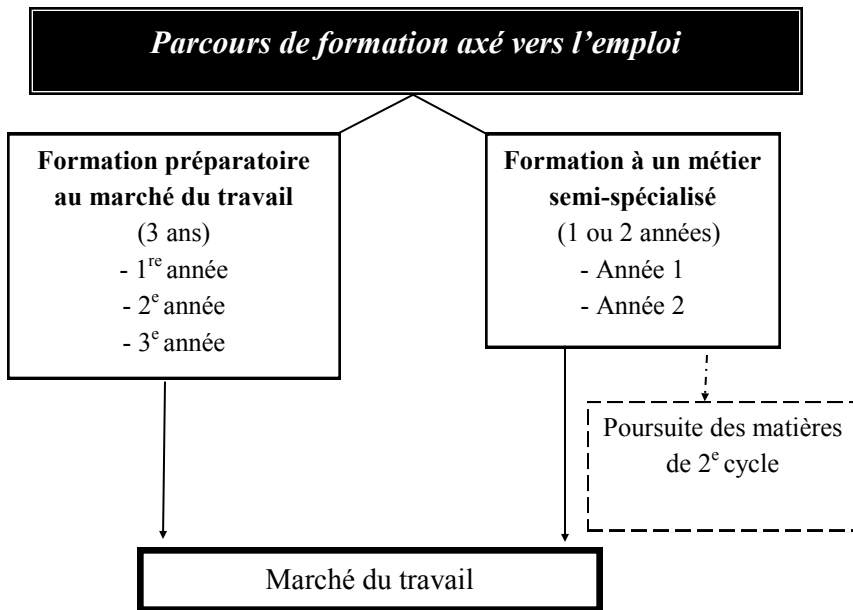 Parcours de formation axé vers l'emploi
Formation préparatoire
au marché du travail
(3 ans)
- 1re année
- 2e année
- 3e année
Formation à un métier
semi-spécialisé
(1 ou 2 années)
- Année 1
- Année 2
Poursuite des matières
de 2e cycle
Marché du travail